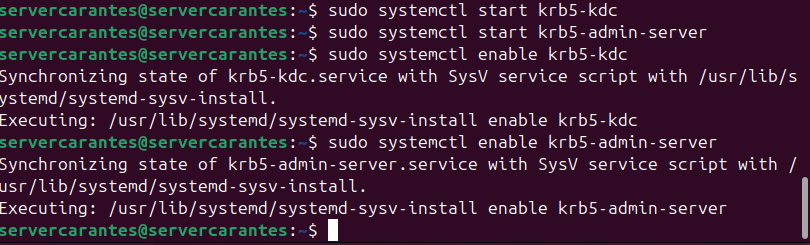 servercarantes@servercarantes:~$ sudo systemctl start krb5-kdc
servercarantes@servercarantes:~$ sudo systemctl start krb5-admin-server
servercarantes@servercarantes:~$ sudo systemctl enable krb5-kdc
Synchronizing state of krb5-kdc.service with SysV service script with /usr/lib/s
ystemd/systemd-sysv-install.
Executing: /usr/lib/systemd/systemd-sysv-install enable krb5-kdc
servercarantes@servercarantes:~$ sudo systemctl enable krb5-admin-server
Synchronizing state of krb5-admin-server.service with SysV service script with /
usr/lib/systemd/systemd-sysv-install.
Executing: /usr/lib/systemd/systemd-sysv-install enable krb5-admin-server
servercarantes@servercarantes:~$